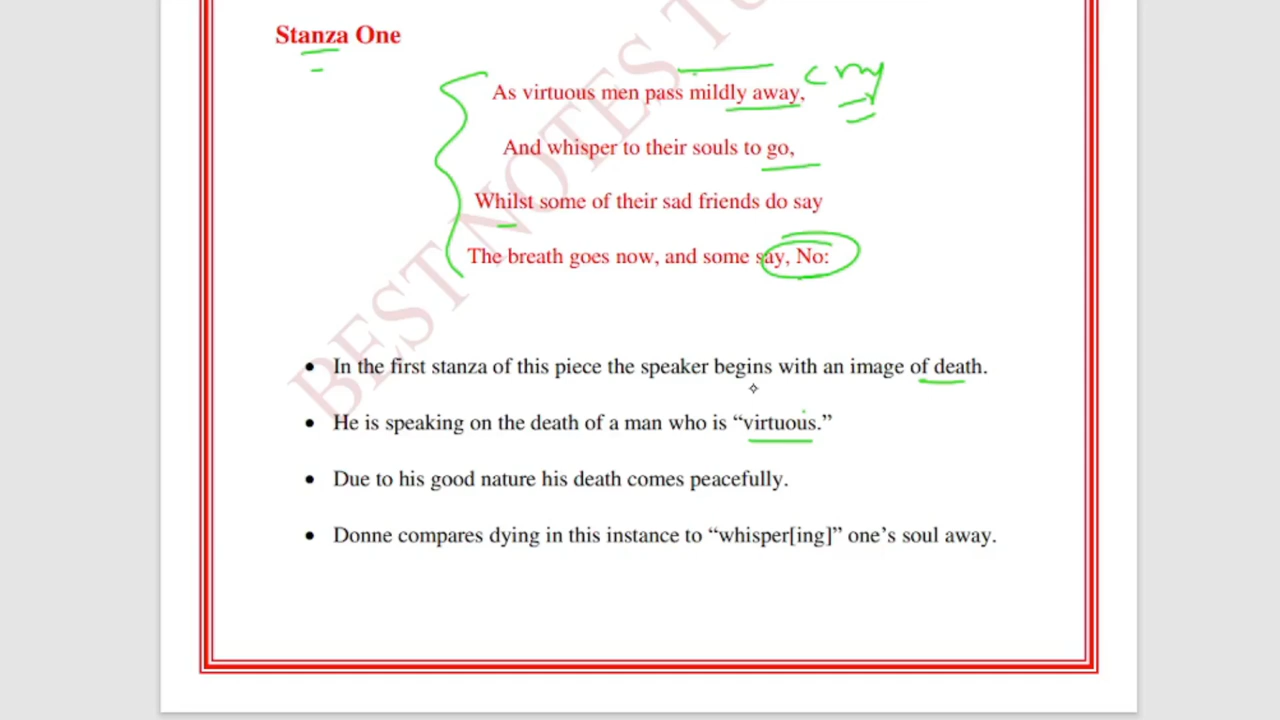 Stanza One
cry
As virtuous men pass mildly away,
And whisper to their souls to go,
Whilst some of their sad friends do say
The breath goes now, and some say, No:
BEST NOTES TO
• In the first stanza of this piece the speaker begins with an image of death.
• He is speaking on the death of a man who is “virtuous.”
• Due to his good nature his death comes peacefully.
• Donne compares dying in this instance to “whisper[ing]” one’s soul away.